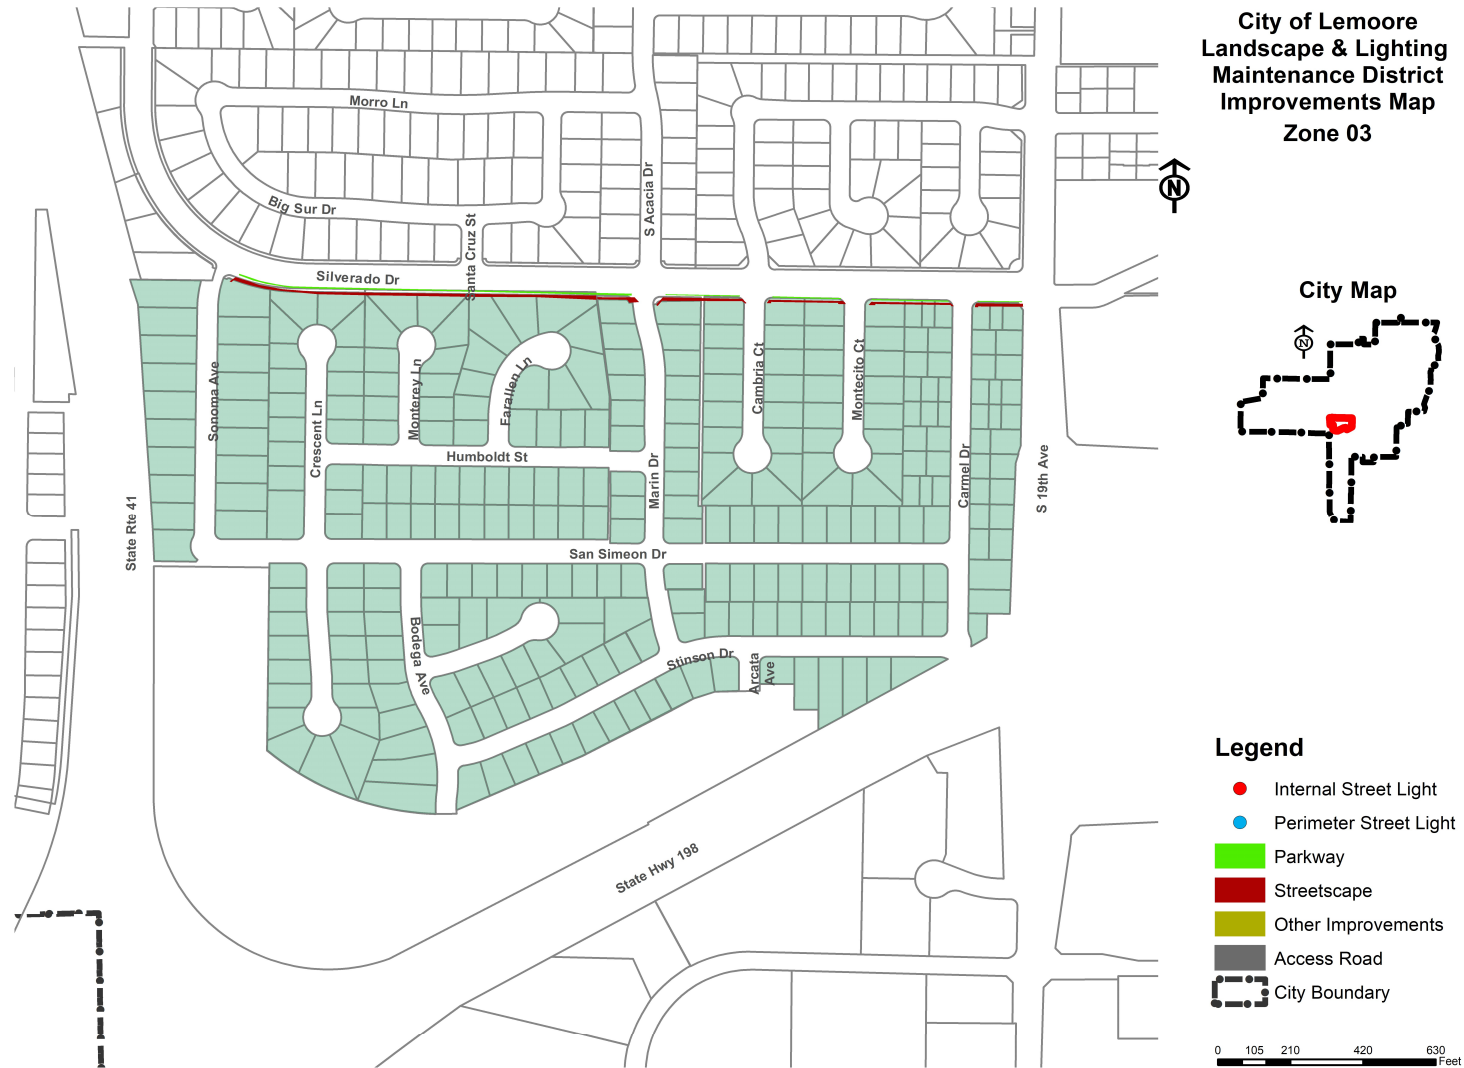 City of Lemoore
Landscape & Lighting
Maintenance District
Improvements Map
Zone 03
N
Morro Ln
S Acacia Dr
Big Sur Dr
Santa Cruz St
Silverado Dr
City Map
N
Sonoma Ave
Crescent Ln
Monterey Ln
Farallen Ln
Cambria Ct
Montecito Ct
Humboldt St
Marin Dr
Carmel Dr
S 19th Ave
State Rte 41
San Simeon Dr
Bodega Ave
Stinson Dr
Arcata
Ave
State Hwy 198
Legend
Internal Street Light
Perimeter Street Light
Parkway
Streetscape
Other Improvements
Access Road
City Boundary
0 105 210 420 630
Feet